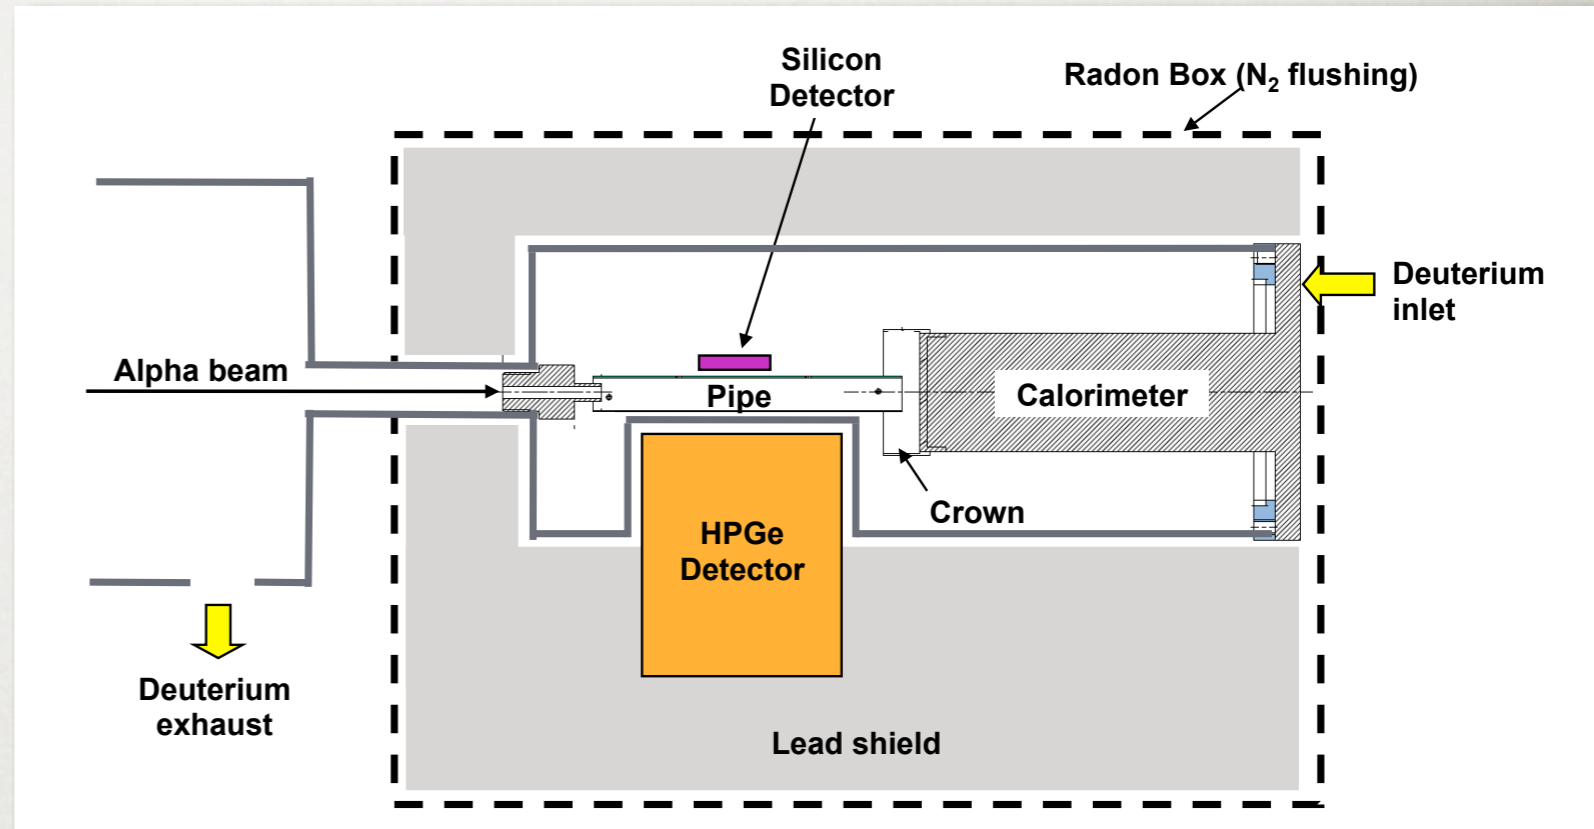 Silicon
Detector
Radon Box (N₂ flushing)
Deuterium
inlet
Alpha beam
Pipe
Calorimeter
Crown
HPGe
Detector
Deuterium
exhaust
Lead shield